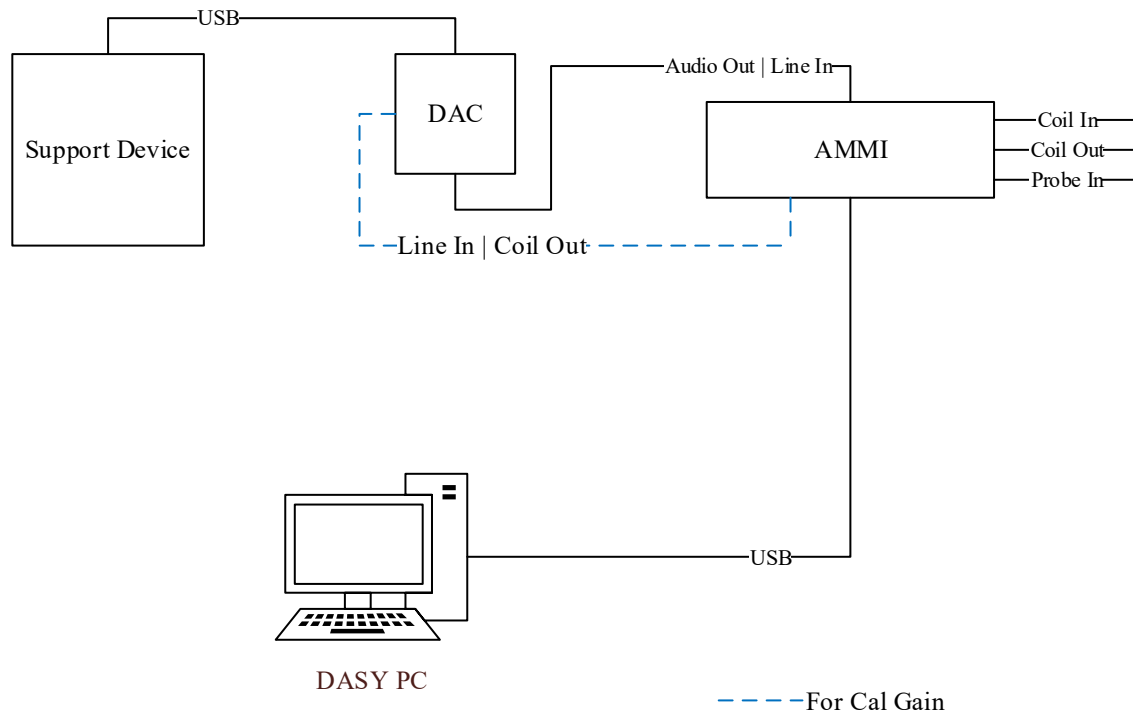 USB
Audio Out | Line In
DAC
Support Device
AMMI
Coil In
Coil Out
Probe In
Line In | Coil Out
USB
DASY PC
For Cal Gain